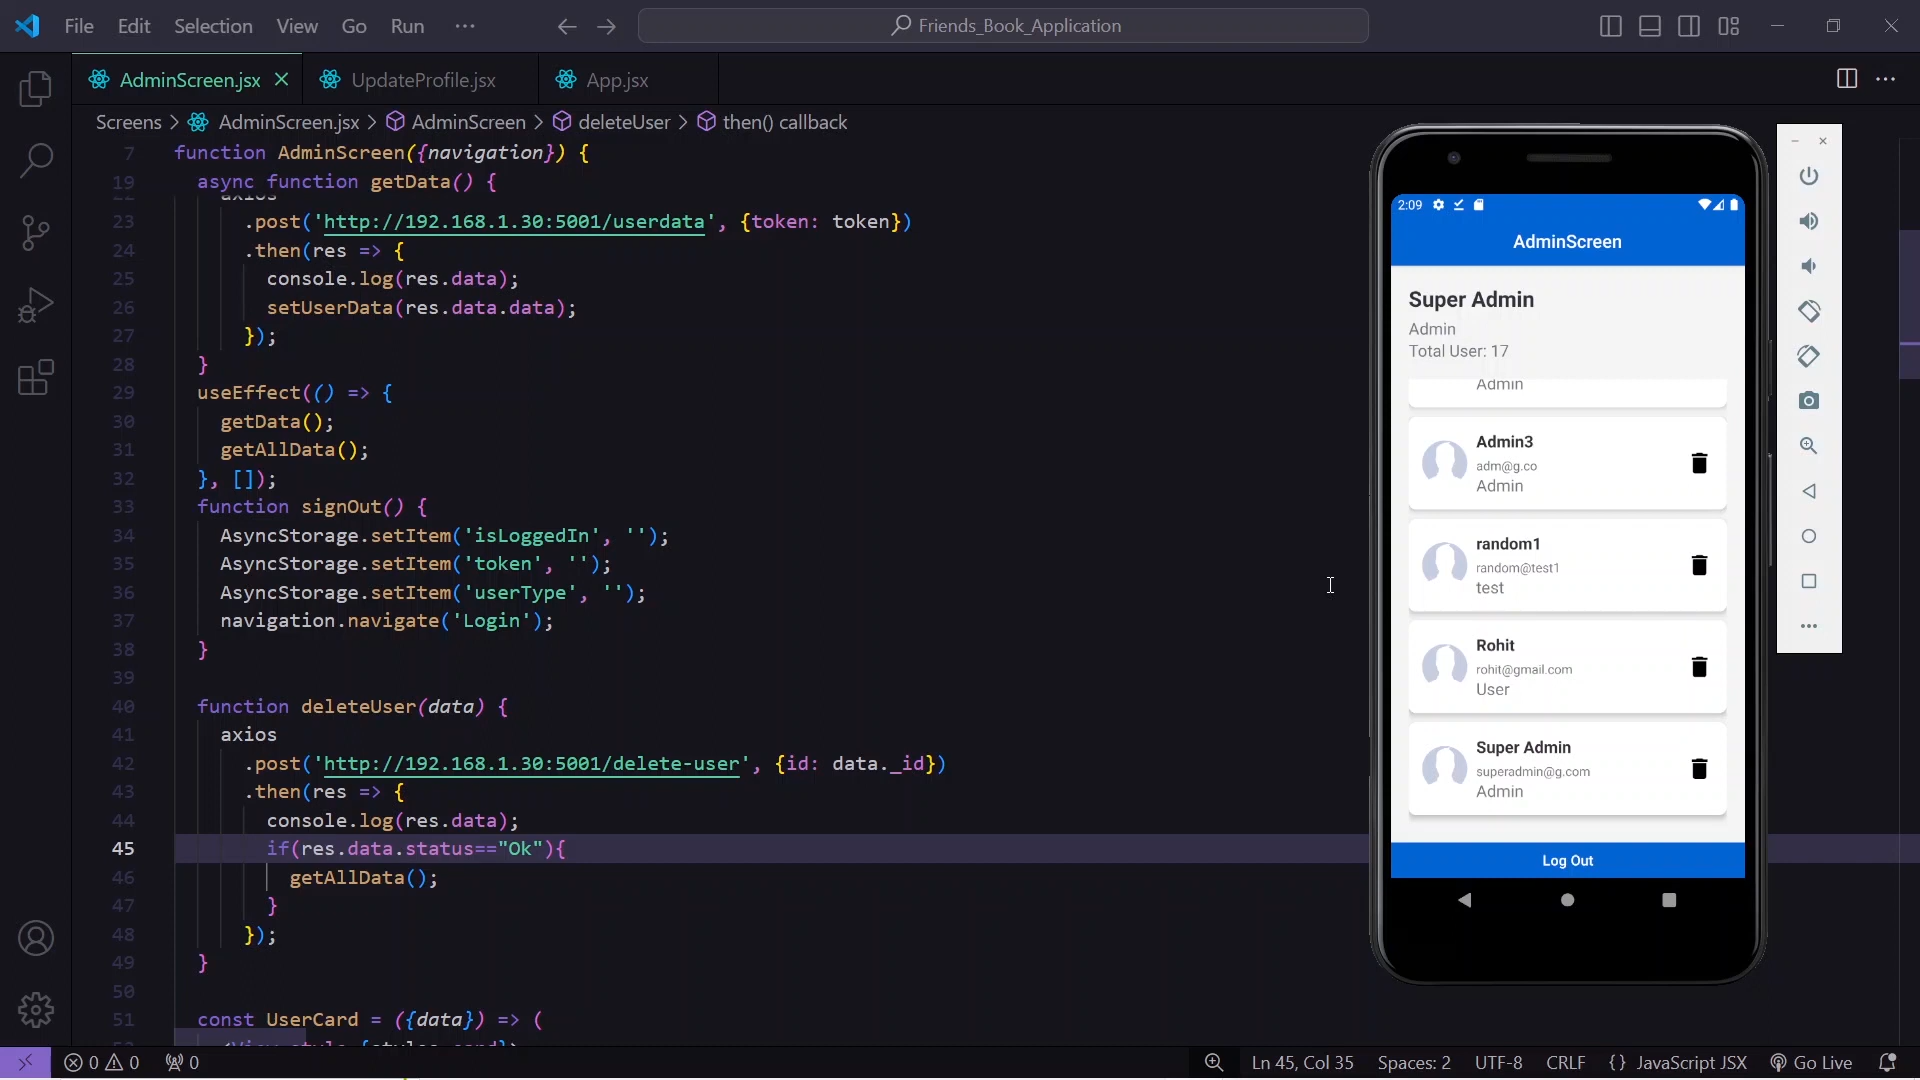 File Edit Selection View Go Run ··· Friends_Book_Application
AdminScreen.jsx UpdateProfile.jsx App.jsx
Screens > AdminScreen.jsx > AdminScreen > deleteUser > then() callback
7 function AdminScreen({navigation}) {
19 async function getData() {
axios
23 .post('http://192.168.1.30:5001/userdata', {token: token})
24 .then(res => {
25 console.log(res.data);
26 setUserData(res.data.data);
27 });
28 }
29 useEffect(() => {
30 getData();
31 getAllData();
32 }, []);
33 function signOut() {
34 AsyncStorage.setItem('isLoggedIn', '');
35 AsyncStorage.setItem('token', '');
36 AsyncStorage.setItem('userType', '');
37 navigation.navigate('Login');
38 }
39
40 function deleteUser(data) {
41 axios
42 .post('http://192.168.1.30:5001/delete-user', {id: data._id})
43 .then(res => {
44 console.log(res.data);
45 if(res.data.status=="Ok"){
46 getAllData();
47 }
48 });
49 }
50
51 const UserCard = ({data}) => (
2:09
AdminScreen
Super Admin
Admin
Total User: 17
Admin
Admin3
adm@g.co
Admin
random1
random@test1
test
Rohit
rohit@gmail.com
User
Super Admin
superadmin@g.com
Admin
Log Out
0 0 0 Ln 45, Col 35 Spaces: 2 UTF-8 CRLF {} JavaScript JSX Go Live